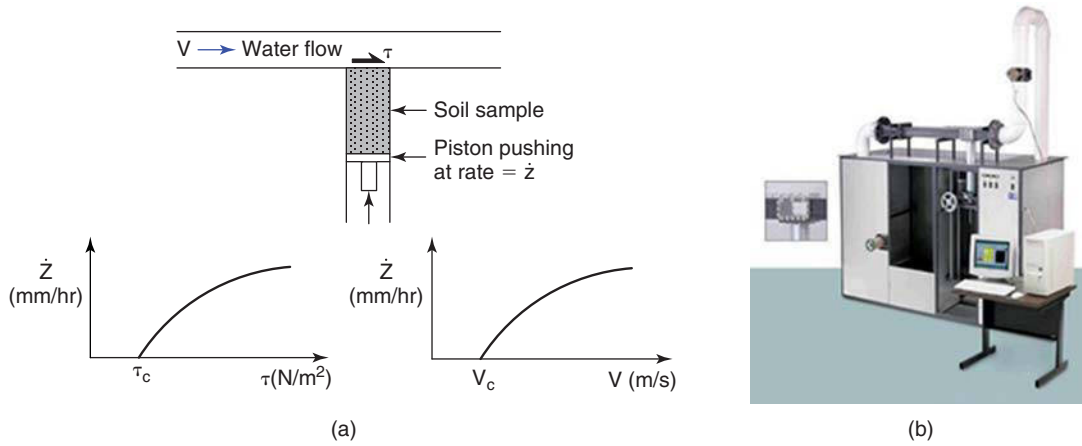 V → Water flow
τ
Soil sample
Piston pushing
at rate = ż
Ż
(mm/hr)
τc
τ(N/m²)
Ż
(mm/hr)
Vc
V (m/s)
(a)
(b)